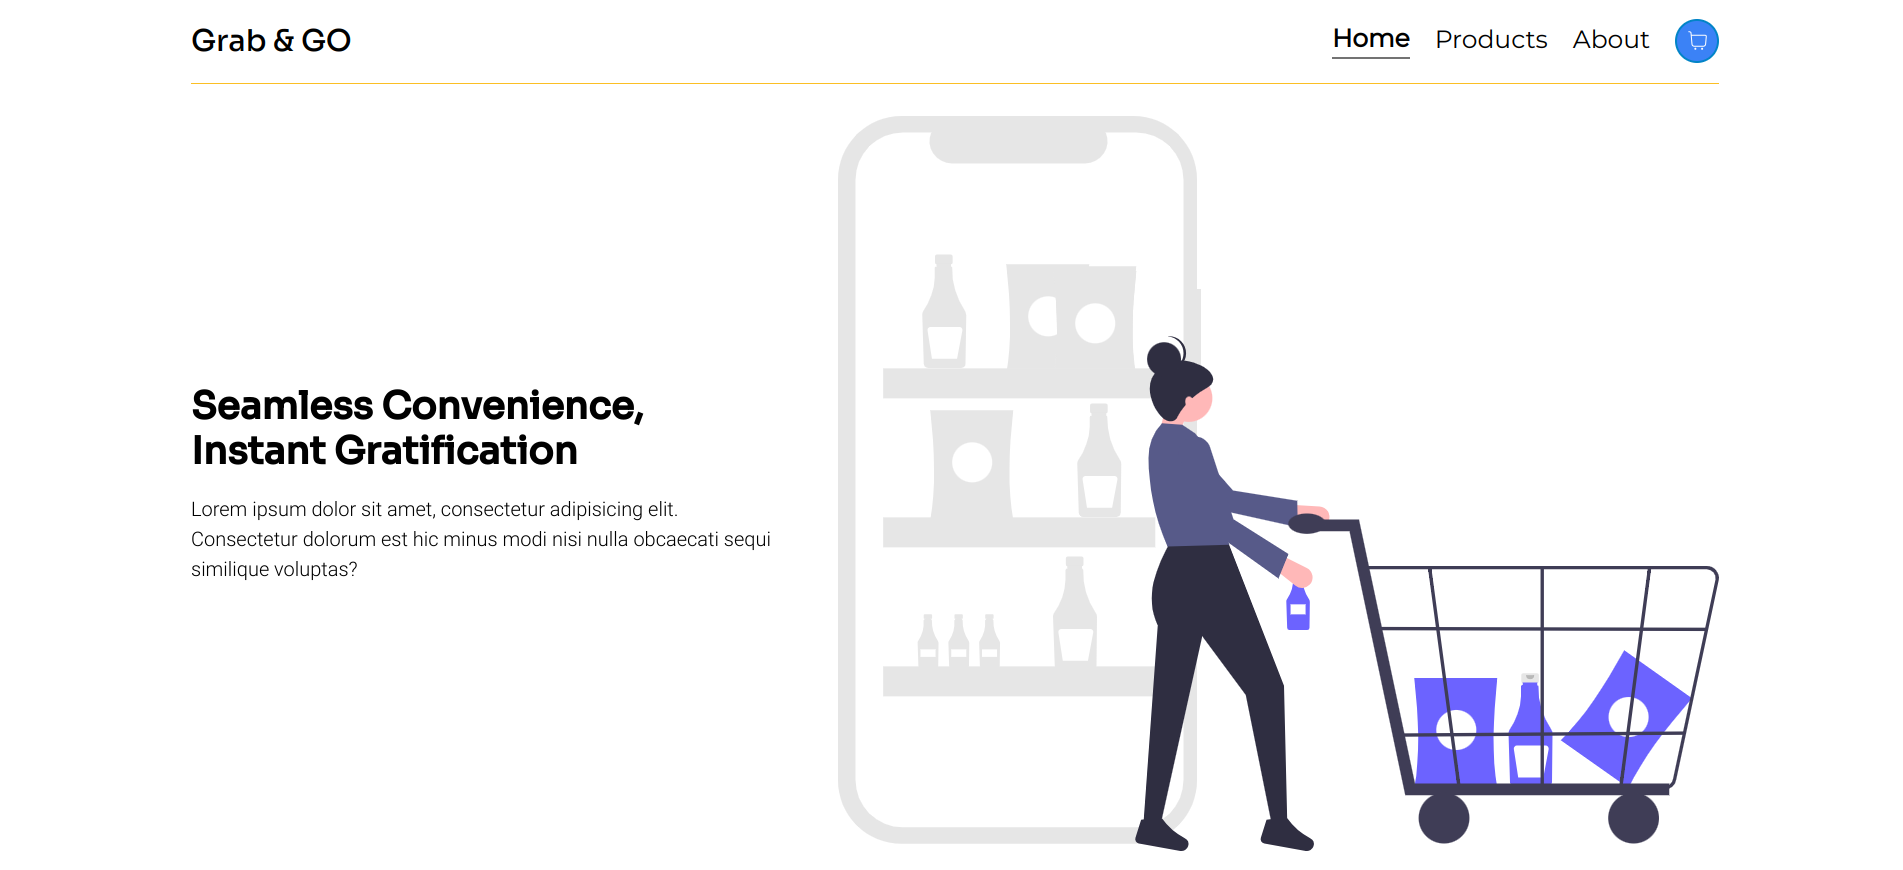 Grab & GO
Home Products About
Seamless Convenience,
Instant Gratification
Lorem ipsum dolor sit amet, consectetur adipisicing elit.
Consectetur dolorum est hic minus modi nisi nulla obcaecati sequi
similique voluptas?